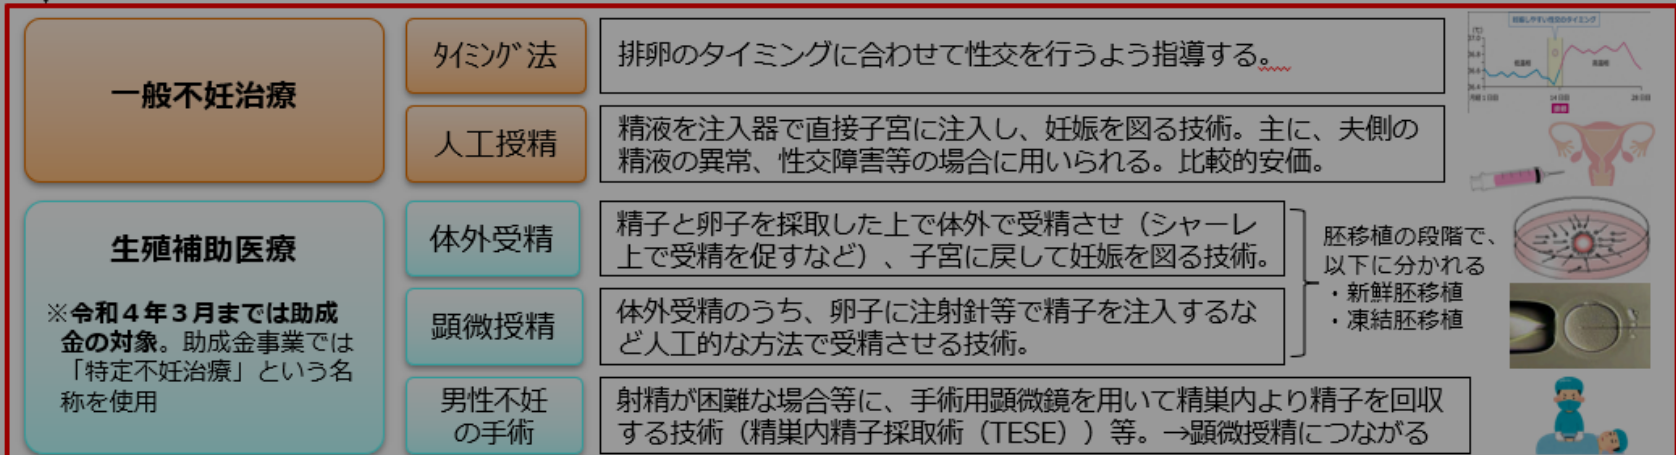 一般不妊治療
ﾀｲﾐﾝｸﾞ法
排卵のタイミングに合わせて性交を行うよう指導する。
人工授精
精液を注入器で直接子宮に注入し、妊娠を図る技術。主に、夫側の
精液の異常、性交障害等の場合に用いられる。比較的安価。
生殖補助医療
※令和４年３月までは助成
金の対象。助成金事業では
「特定不妊治療」という名
称を使用
体外受精
精子と卵子を採取した上で体外で受精させ（シャーレ
上で受精を促すなど）、子宮に戻して妊娠を図る技術。
顕微授精
体外受精のうち、卵子に注射針等で精子を注入するな
ど人工的な方法で受精させる技術。
胚移植の段階で、
以下に分かれる
・新鮮胚移植
・凍結胚移植
男性不妊
の手術
射精が困難な場合等に、手術用顕微鏡を用いて精巣内より精子を回収
する技術（精巣内精子採取術（TESE））等。→顕微授精につながる